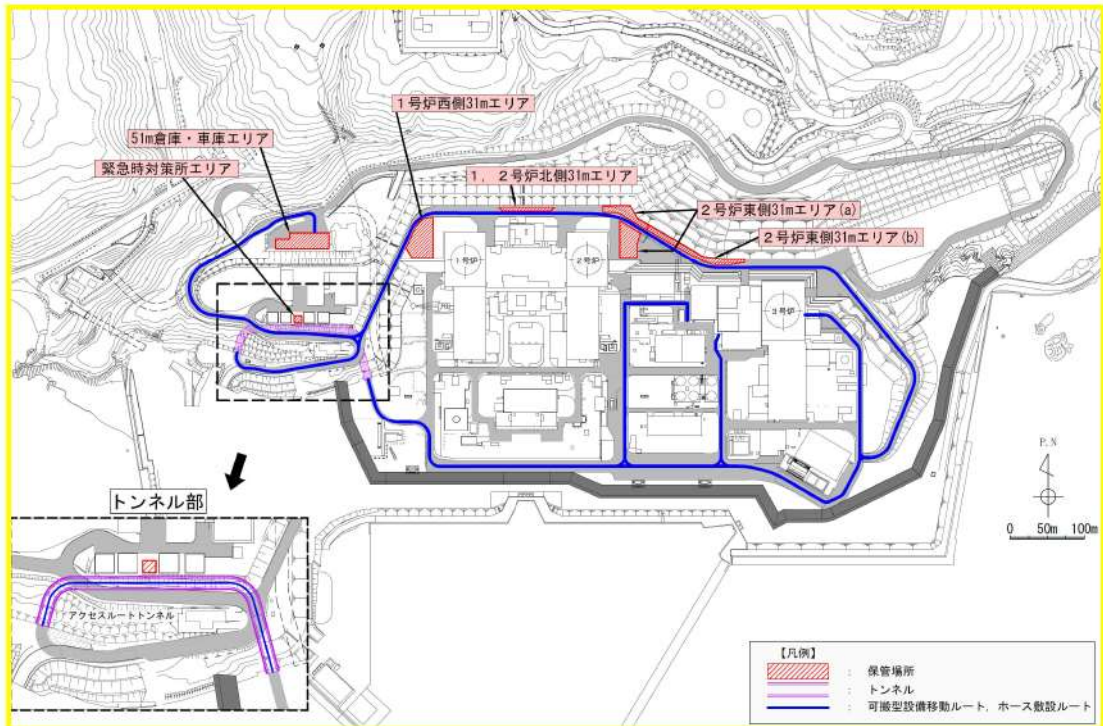 1号炉西側31mエリア
51m倉庫・車庫エリア
緊急時対策所エリア
1，2号炉北側31mエリア
2号炉東側31mエリア(a)
2号炉東側31mエリア(b)
1号炉
2号炉
3号炉
P.N
0 50m 100m
トンネル部
アクセスルートトンネル
【凡例】
： 保管場所
： トンネル
： 可搬型設備移動ルート，ホース敷設ルート